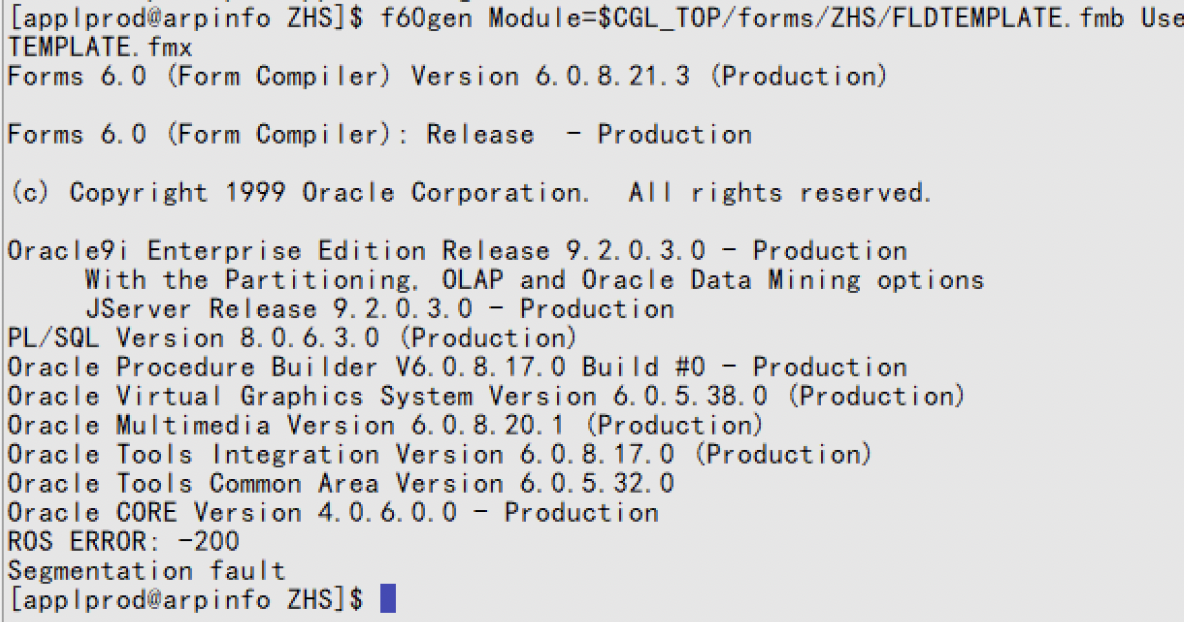 [applprod@arpinfo ZHS]$ f60gen Module=$CGL_TOP/forms/ZHS/FLDTEMPLATE.fmb Use
TEMPLATE.fmx
Forms 6.0 (Form Compiler) Version 6.0.8.21.3 (Production)
Forms 6.0 (Form Compiler): Release  - Production
(c) Copyright 1999 Oracle Corporation.  All rights reserved.
Oracle9i Enterprise Edition Release 9.2.0.3.0 - Production
With the Partitioning, OLAP and Oracle Data Mining options
JServer Release 9.2.0.3.0 - Production
PL/SQL Version 8.0.6.3.0 (Production)
Oracle Procedure Builder V6.0.8.17.0 Build #0 - Production
Oracle Virtual Graphics System Version 6.0.5.38.0 (Production)
Oracle Multimedia Version 6.0.8.20.1 (Production)
Oracle Tools Integration Version 6.0.8.17.0 (Production)
Oracle Tools Common Area Version 6.0.5.32.0
Oracle CORE Version 4.0.6.0.0 - Production
ROS ERROR: -200
Segmentation fault
[applprod@arpinfo ZHS]$